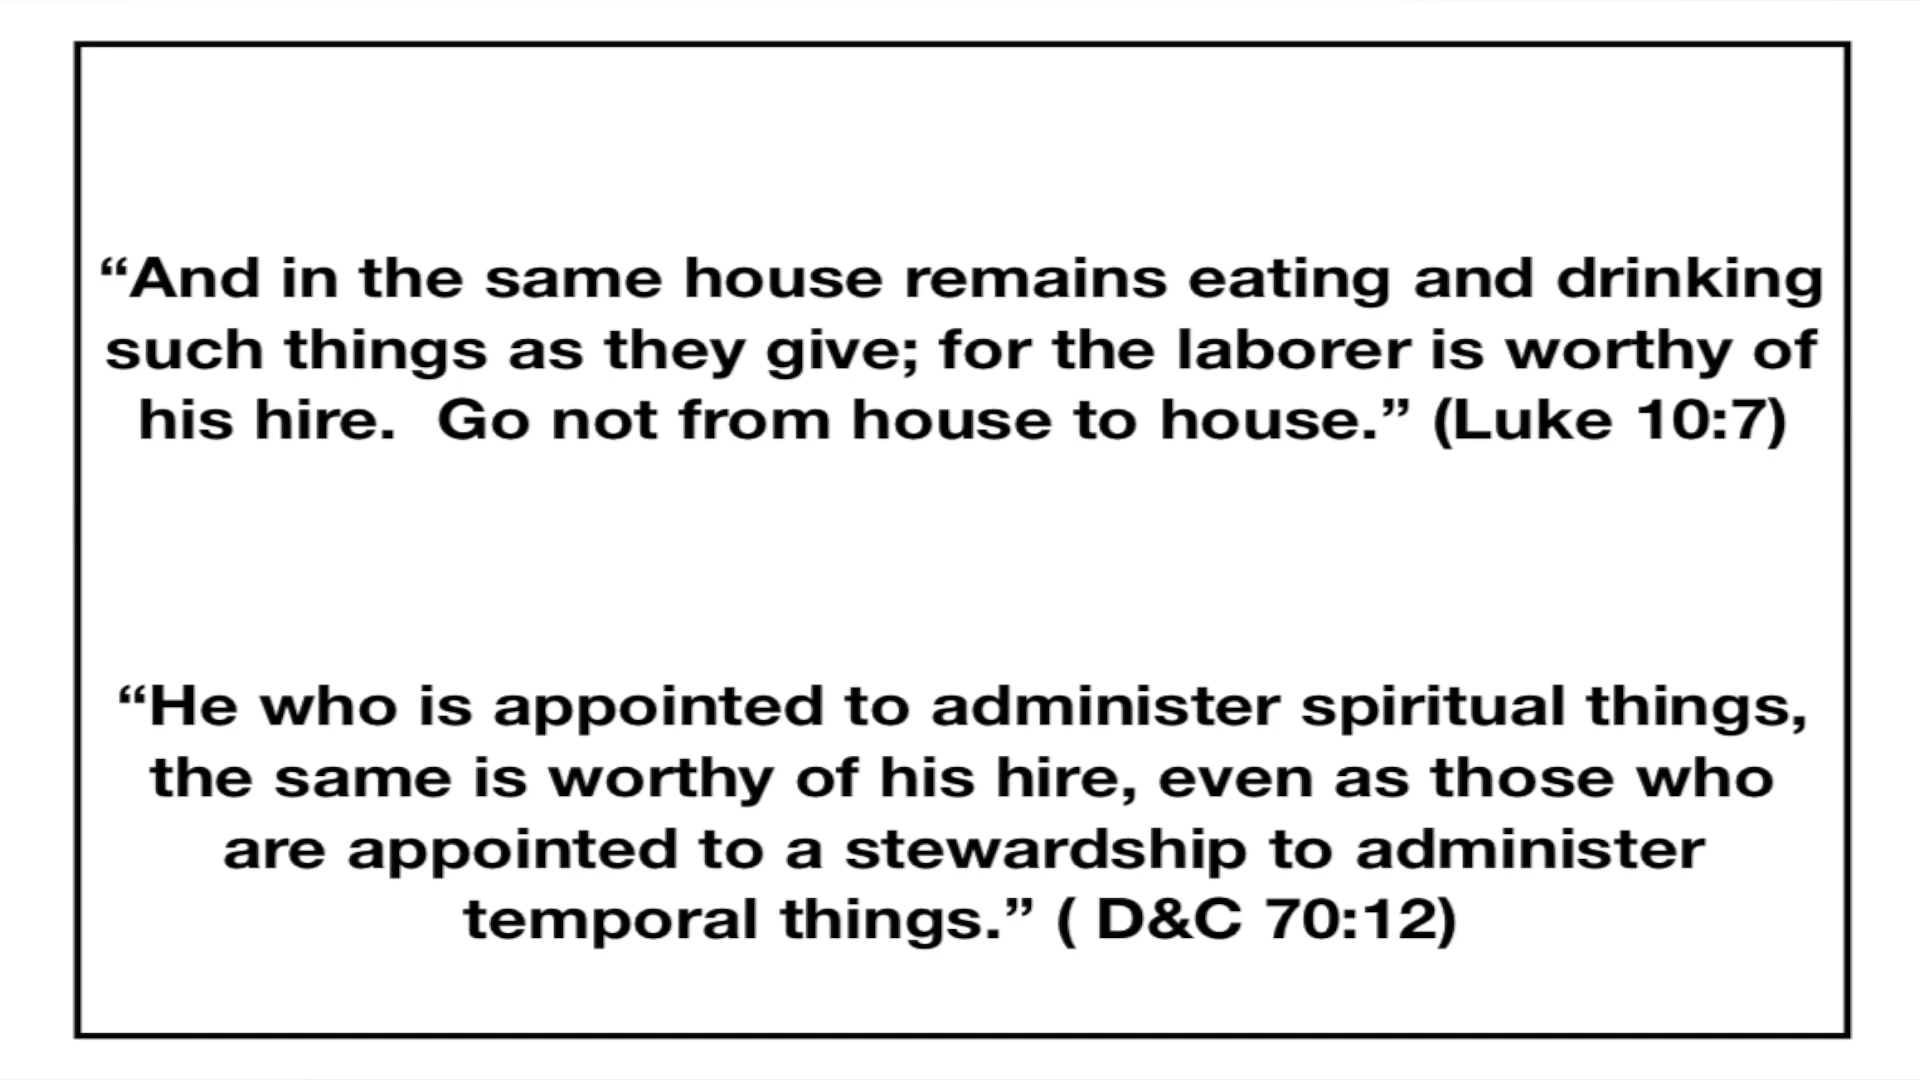 “And in the same house remains eating and drinking
such things as they give; for the laborer is worthy of
his hire.  Go not from house to house.” (Luke 10:7)
“He who is appointed to administer spiritual things,
the same is worthy of his hire, even as those who
are appointed to a stewardship to administer
temporal things.” ( D&C 70:12)